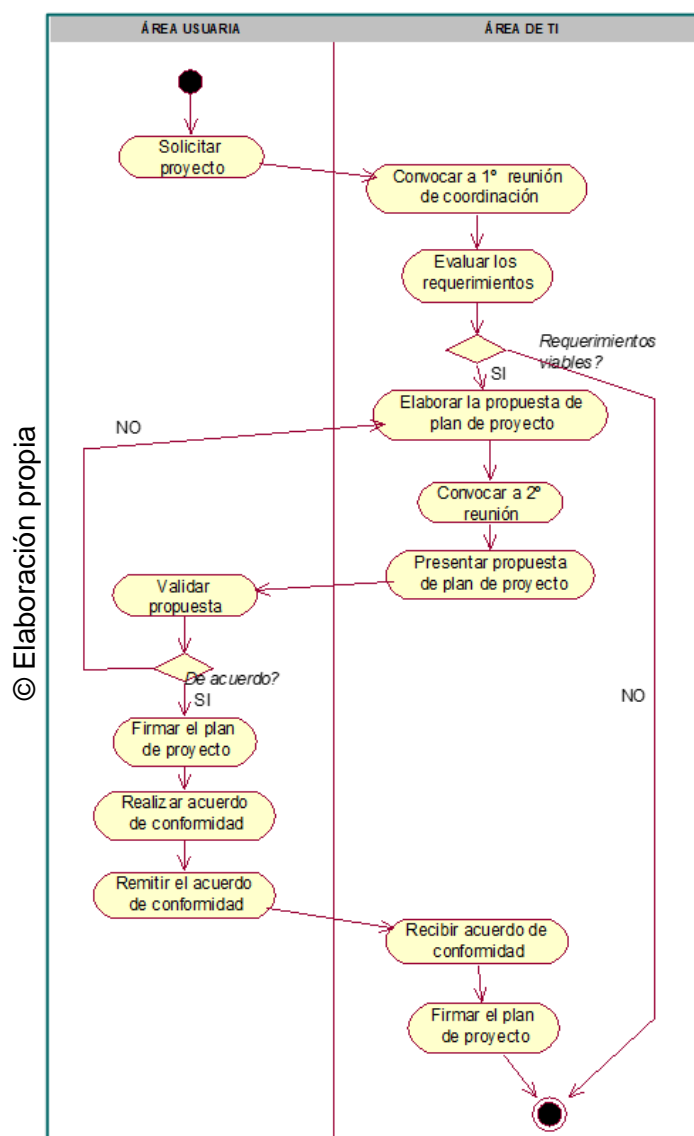 ÁREA USUARIA
ÁREA DE TI
Solicitar
proyecto
Convocar a 1º reunión
de coordinación
Evaluar los
requerimientos
Requerimientos
viables?
SI
Elaborar la propuesta de
plan de proyecto
NO
Convocar a 2º
reunión
Presentar propuesta
de plan de proyecto
Validar
propuesta
De acuerdo?
SI
NO
Firmar el plan
de proyecto
Realizar acuerdo
de conformidad
Remitir el acuerdo
de conformidad
Recibir acuerdo de
conformidad
Firmar el plan
de proyecto
© Elaboración propia